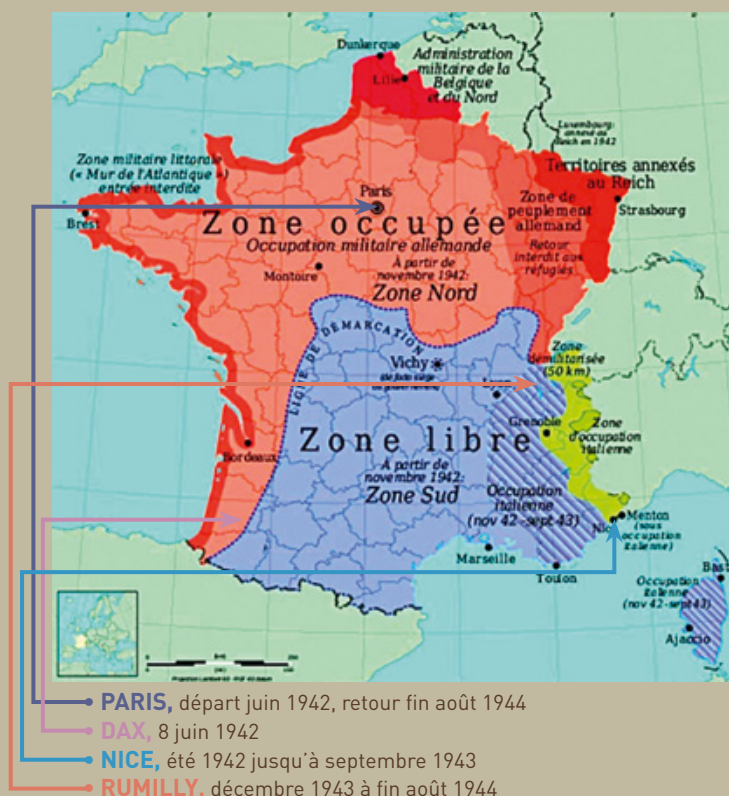 Dunkerque
Lille
Administration
militaire de la
Belgique
et du Nord
Luxembourg:
annexé au
Reich en 1942
Zone militaire littorale
(« Mur de l'Atlantique »)
entrée interdite
Territoires annexés
au Reich
Paris
Zone de
peuplement
allemand
Strasbourg
Brest
Zone occupée
Occupation militaire allemande
Retour
interdit aux
réfugiés
À partir de
novembre 1942:
Zone Nord
Montoire
LIGNE DE DÉMARCATION
Vichy
Zone
démilitarisée
(50 km)
Lyon
Grenoble
Zone
d'occupation
italienne
Zone libre
Bordeaux
À partir de
novembre 1942:
Zone Sud
Occupation
italienne
(nov 42-sept 43)
Nice
Menton
(sous
occupation
italienne)
Marseille
Toulon
Bast
Occupation
italienne
(nov 42-sept 43)
Ajaccio
PARIS, départ juin 1942, retour fin août 1944
DAX, 8 juin 1942
NICE, été 1942 jusqu'à septembre 1943
RUMILLY, décembre 1943 à fin août 1944